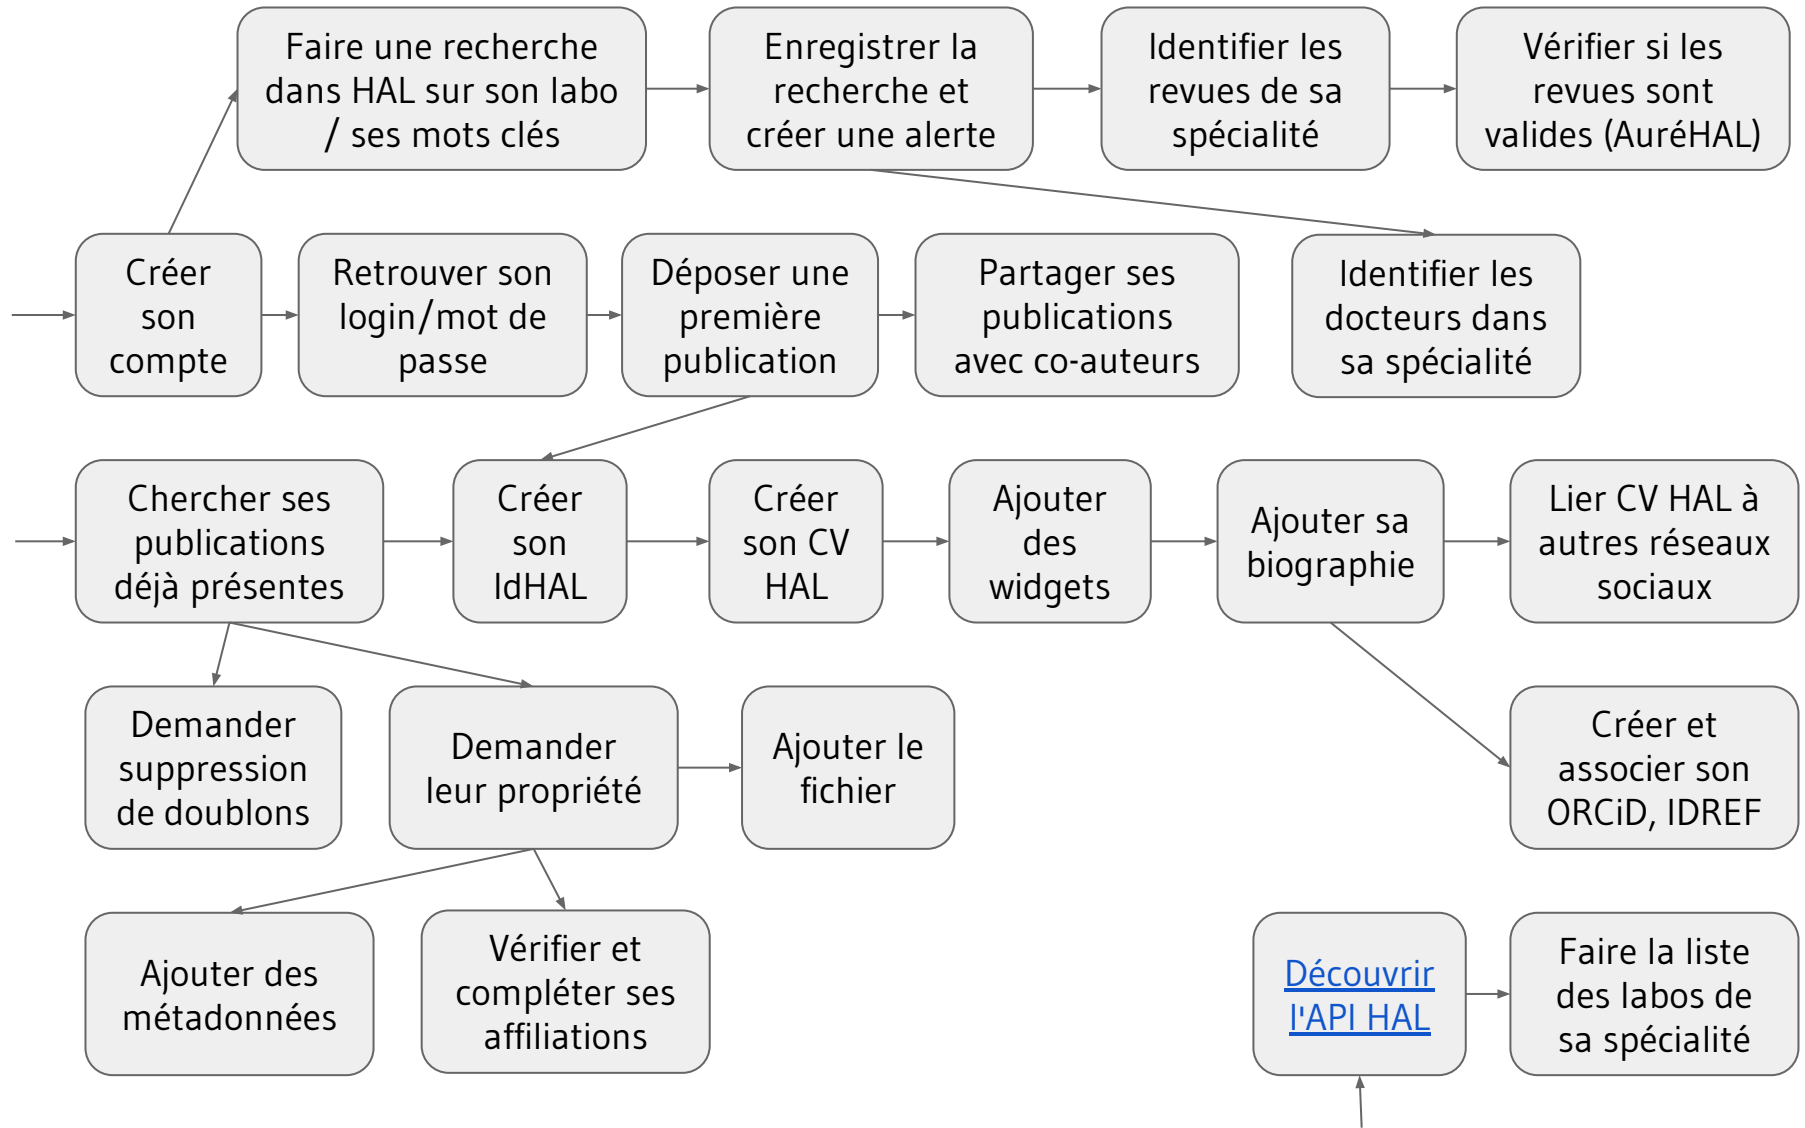 Faire une recherche
dans HAL sur son labo
/ ses mots clés
Enregistrer la
recherche et
créer une alerte
Identifier les
revues de sa
spécialité
Vérifier si les
revues sont
valides (AuréHAL)
Créer
son
compte
Retrouver son
login/mot de
passe
Déposer une
première
publication
Partager ses
publications
avec co-auteurs
Identifier les
docteurs dans
sa spécialité
Chercher ses
publications
déjà présentes
Créer
son
IdHAL
Créer
son CV
HAL
Ajouter
des
widgets
Ajouter sa
biographie
Lier CV HAL à
autres réseaux
sociaux
Demander
suppression
de doublons
Demander
leur propriété
Ajouter le
fichier
Créer et
associer son
ORCiD, IDREF
Ajouter des
métadonnées
Vérifier et
compléter ses
affiliations
Découvrir
l'API HAL
Faire la liste
des labos de
sa spécialité